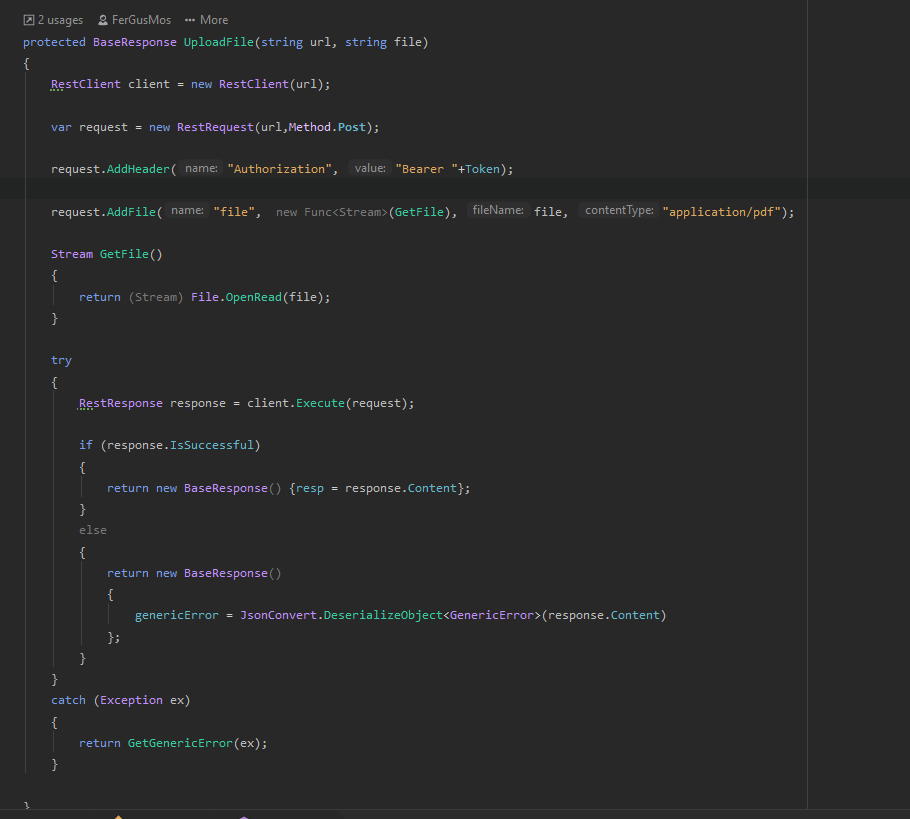 2 usages FerGusMos ··· More
protected BaseResponse UploadFile(string url, string file)
{
RestClient client = new RestClient(url);
var request = new RestRequest(url,Method.Post);
request.AddHeader( name: "Authorization", value: "Bearer "+Token);
request.AddFile( name: "file", new Func<Stream>(GetFile), fileName: file, contentType: "application/pdf");
Stream GetFile()
{
return (Stream) File.OpenRead(file);
}
try
{
RestResponse response = client.Execute(request);
if (response.IsSuccessful)
{
return new BaseResponse() {resp = response.Content};
}
else
{
return new BaseResponse()
{
genericError = JsonConvert.DeserializeObject<GenericError>(response.Content)
};
}
}
catch (Exception ex)
{
return GetGenericError(ex);
}
}